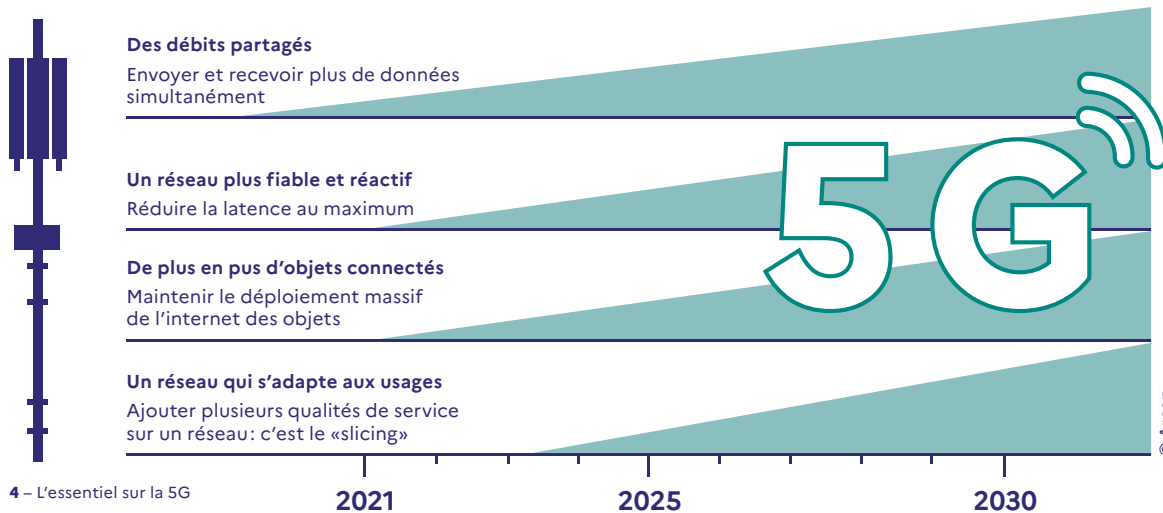 Des débits partagés
Envoyer et recevoir plus de données
simultanément
Un réseau plus fiable et réactif
Réduire la latence au maximum
De plus en pus d’objets connectés
Maintenir le déploiement massif
de l’internet des objets
Un réseau qui s’adapte aux usages
Ajouter plusieurs qualités de service
sur un réseau : c’est le «slicing»
5G
2021
2025
2030
4 – L’essentiel sur la 5G